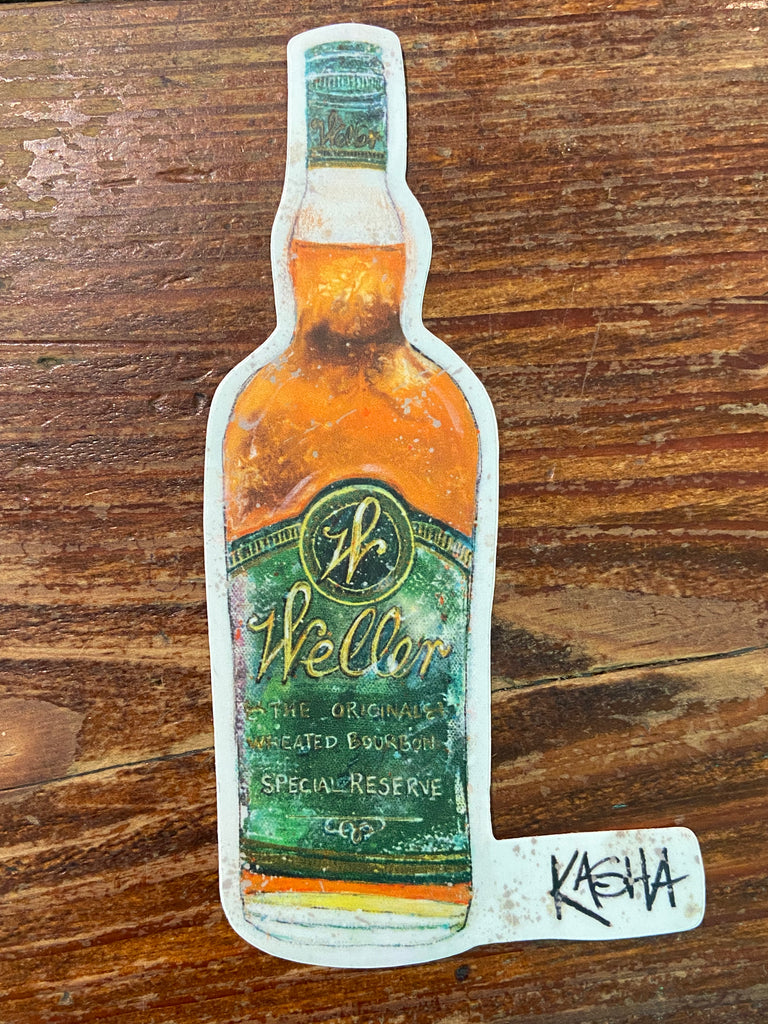 Weller
W
Weller
THE ORIGINAL
WHEATED BOURBON
SPECIAL RESERVE
KASHA